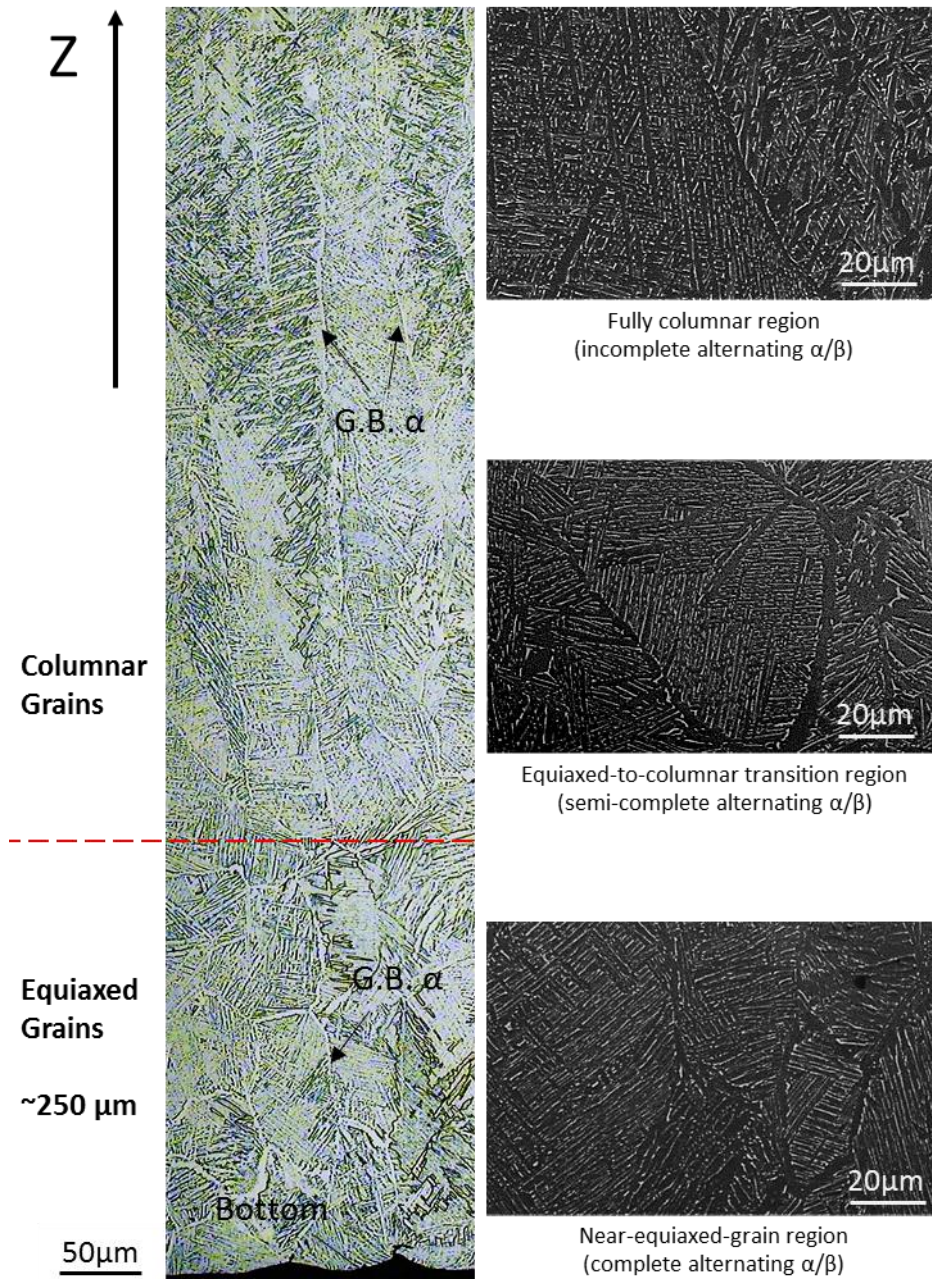 Z
G.B. α
Columnar
Grains
G.B. α
Equiaxed
Grains
~250 µm
Bottom
50µm
20µm
Fully columnar region
(incomplete alternating α/β)
20µm
Equiaxed-to-columnar transition region
(semi-complete alternating α/β)
20µm
Near-equiaxed-grain region
(complete alternating α/β)